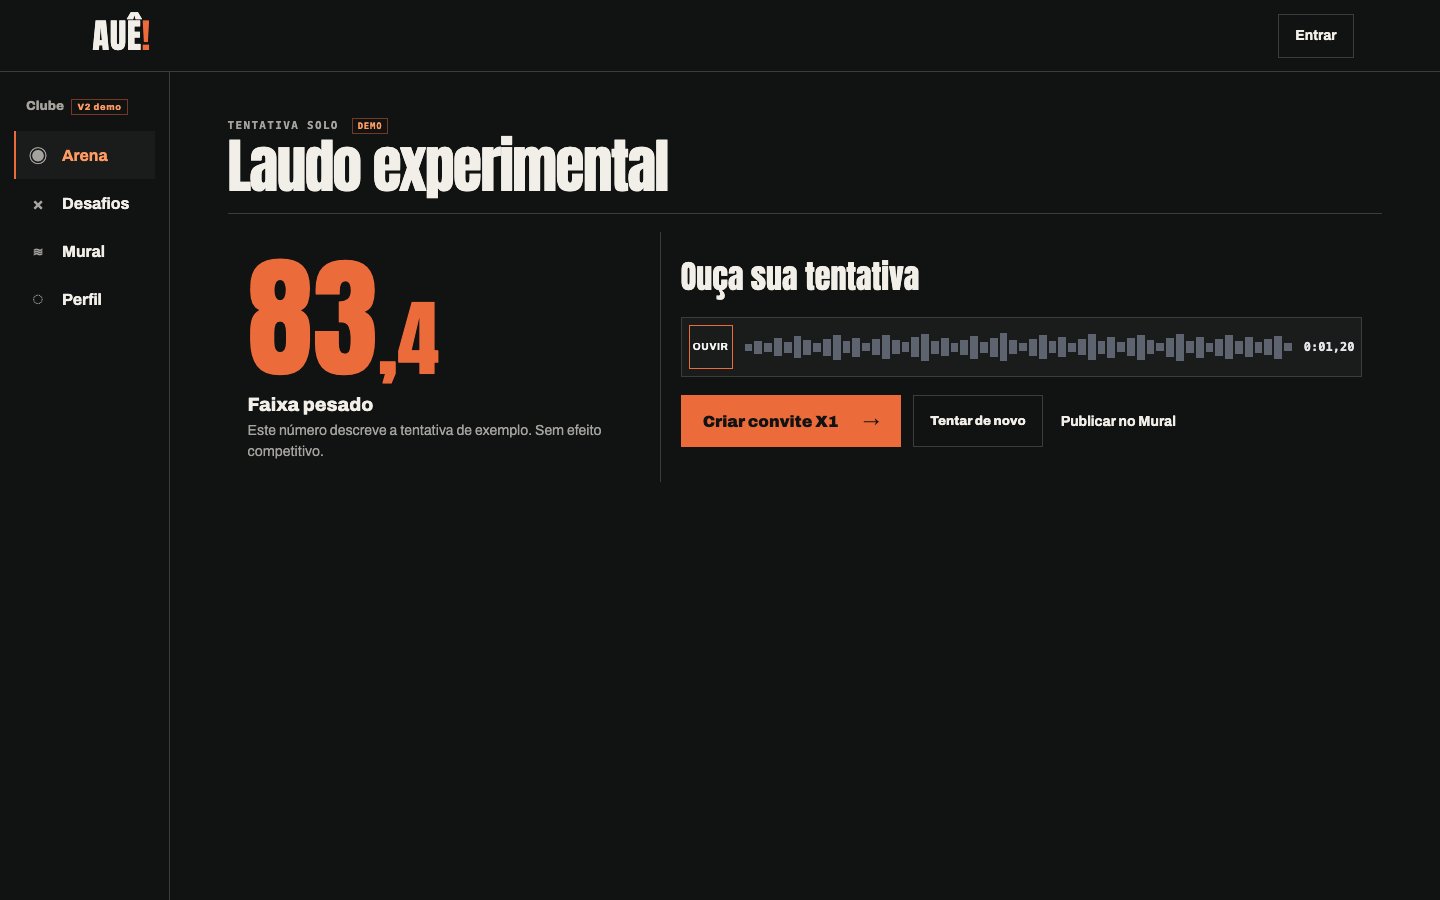 AUÊ!
Entrar
Clube V2 demo
Arena
Desafios
Mural
Perfil
TENTATIVA SOLO DEMO
Laudo experimental
83,4
Faixa pesado
Este número descreve a tentativa de exemplo. Sem efeito
competitivo.
Ouça sua tentativa
OUVIR 0:01,20
Criar convite X1 →
Tentar de novo
Publicar no Mural